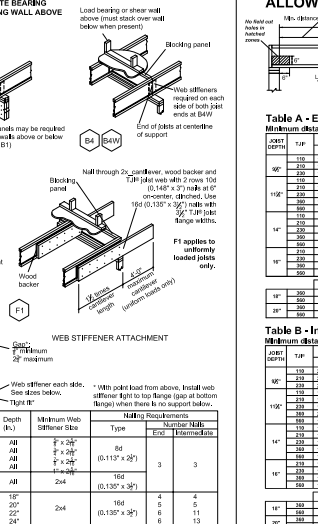 TE BEARING
NG WALL ABOVE
Load bearing or shear wall
above (must stack over wall
below when present)
Blocking panel
Web stiffeners
required on each
side of both joist
ends at B4W
End of joists at centerline
of support
nels may be required
walls above or below
B1)
B4 B4W
Nail through 2x cantilever, wood backer and
TJI® joist web with 2 rows 10d
(0.148" x 3") nails at 6"
on-center, clinched. Use
16d (0.135" x 3½") nails with
3½" TJI® joist
flange widths.
Blocking
panel
F1 applies to
uniformly
loaded joists
only.
Wood
backer
1½ times
cantilever
length
4'-0"
maximum
cantilever
(uniform loads only)
F1
WEB STIFFENER ATTACHMENT
Gap*:
minimum
maximum
Web stiffener each side.
See sizes below.
Tight fit*
* With point load from above, install web
stiffener tight to top flange (gap at bottom
flange) when there is no support below.
Depth
(in.)
Minimum Web
Stiffener Size
Nailing Requirements
Type
Number Nails
End Intermediate
All
All
All
All
8d
(0.113" x 2½")
3 3
All 2x4 16d
(0.135" x 3½")
18" 4 4
20" 2x4 16d 5 5
22" (0.135" x 3½") 6 11
24" 6 13
ALLOW
No field cut
holes in
hatched
zones
Min. distance
6"
6"
Table A - E
Minimum dista
JOIST
DEPTH
TJI®
9½"
110
210
230
11⅞"
110
210
230
360
560
14"
110
210
230
360
560
16"
210
230
360
560
18" 360
560
20" 360
560
Table B - In
Minimum dista
JOIST
DEPTH
TJI®
9½"
110
210
230
11⅞"
110
210
230
360
560
14"
110
210
230
360
560
16"
210
230
360
560
18" 360
560
20" 360